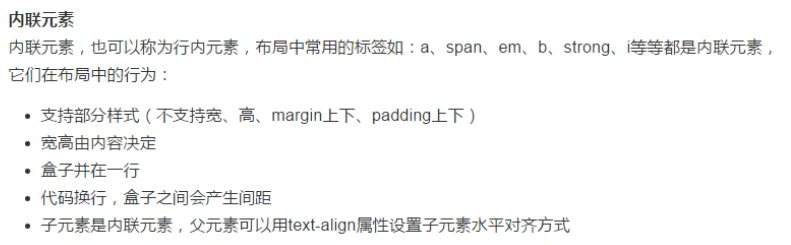 内联元素
内联元素，也可以称为行内元素，布局中常用的标签如：a、span、em、b、strong、i等等都是内联元素，
它们在布局中的行为：
• 支持部分样式（不支持宽、高、margin上下、padding上下）
• 宽高由内容决定
• 盒子并在一行
• 代码换行，盒子之间会产生间距
• 子元素是内联元素，父元素可以用text-align属性设置子元素水平对齐方式